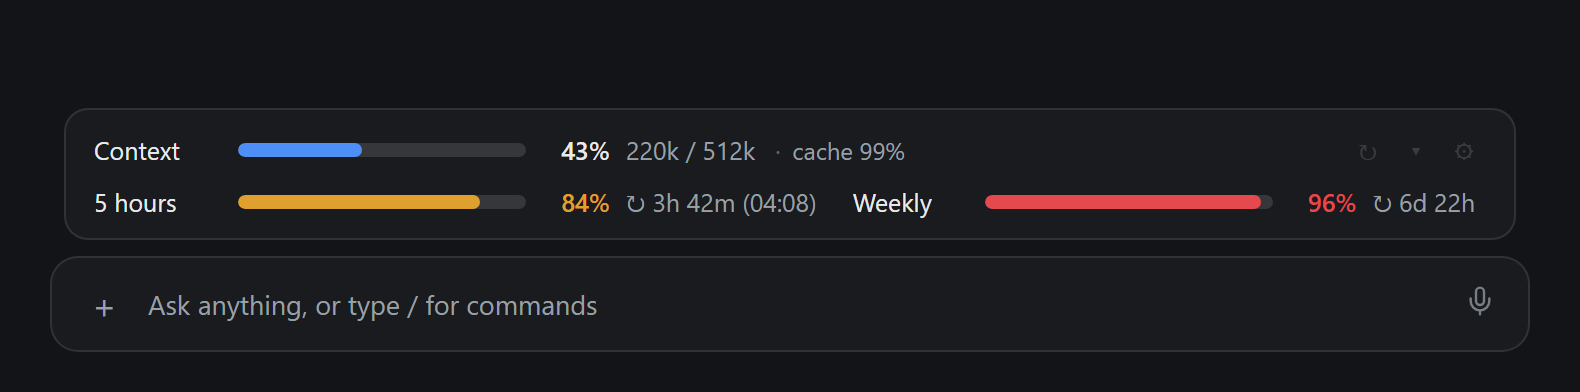 Context 43% 220k / 512k · cache 99%
5 hours 84% ↻ 3h 42m (04:08) Weekly 96% ↻ 6d 22h
+ Ask anything, or type / for commands